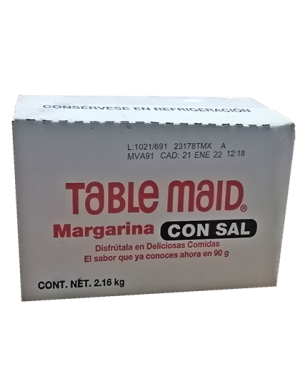 CONSÉRVESE EN REFRIGERACIÓN
L:1021/691 23178TMX A
MVA91 CAD: 21 ENE 22 12:18
TABLE MAID®
Margarina CON SAL
Disfrútala en Deliciosas Comidas
El sabor que ya conoces ahora en 90 g
CONT. NET. 2.16 kg